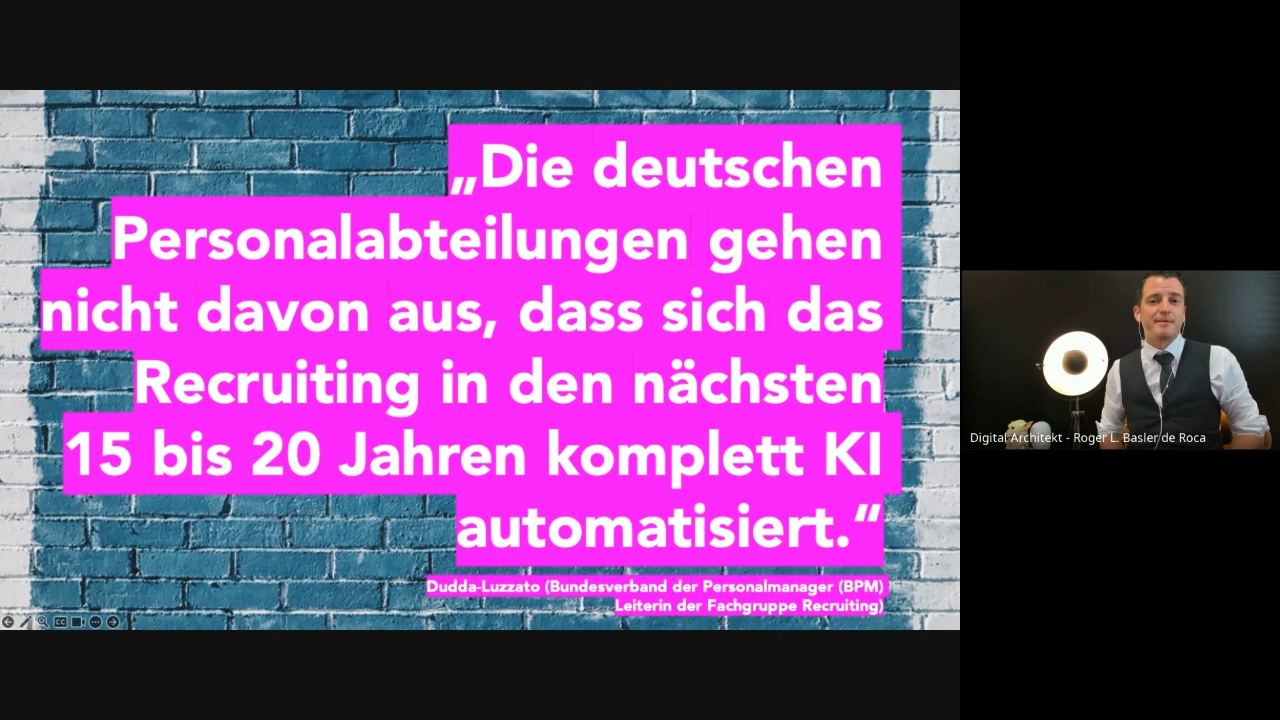 „Die deutschen
Personalabteilungen gehen
nicht davon aus, dass sich das
Recruiting in den nächsten
15 bis 20 Jahren komplett KI
automatisiert.“
Dudda-Luzzato (Bundesverband der Personalmanager (BPM)
Leiterin der Fachgruppe Recruiting)
CC
Digital Architekt - Roger L. Basler de Roca